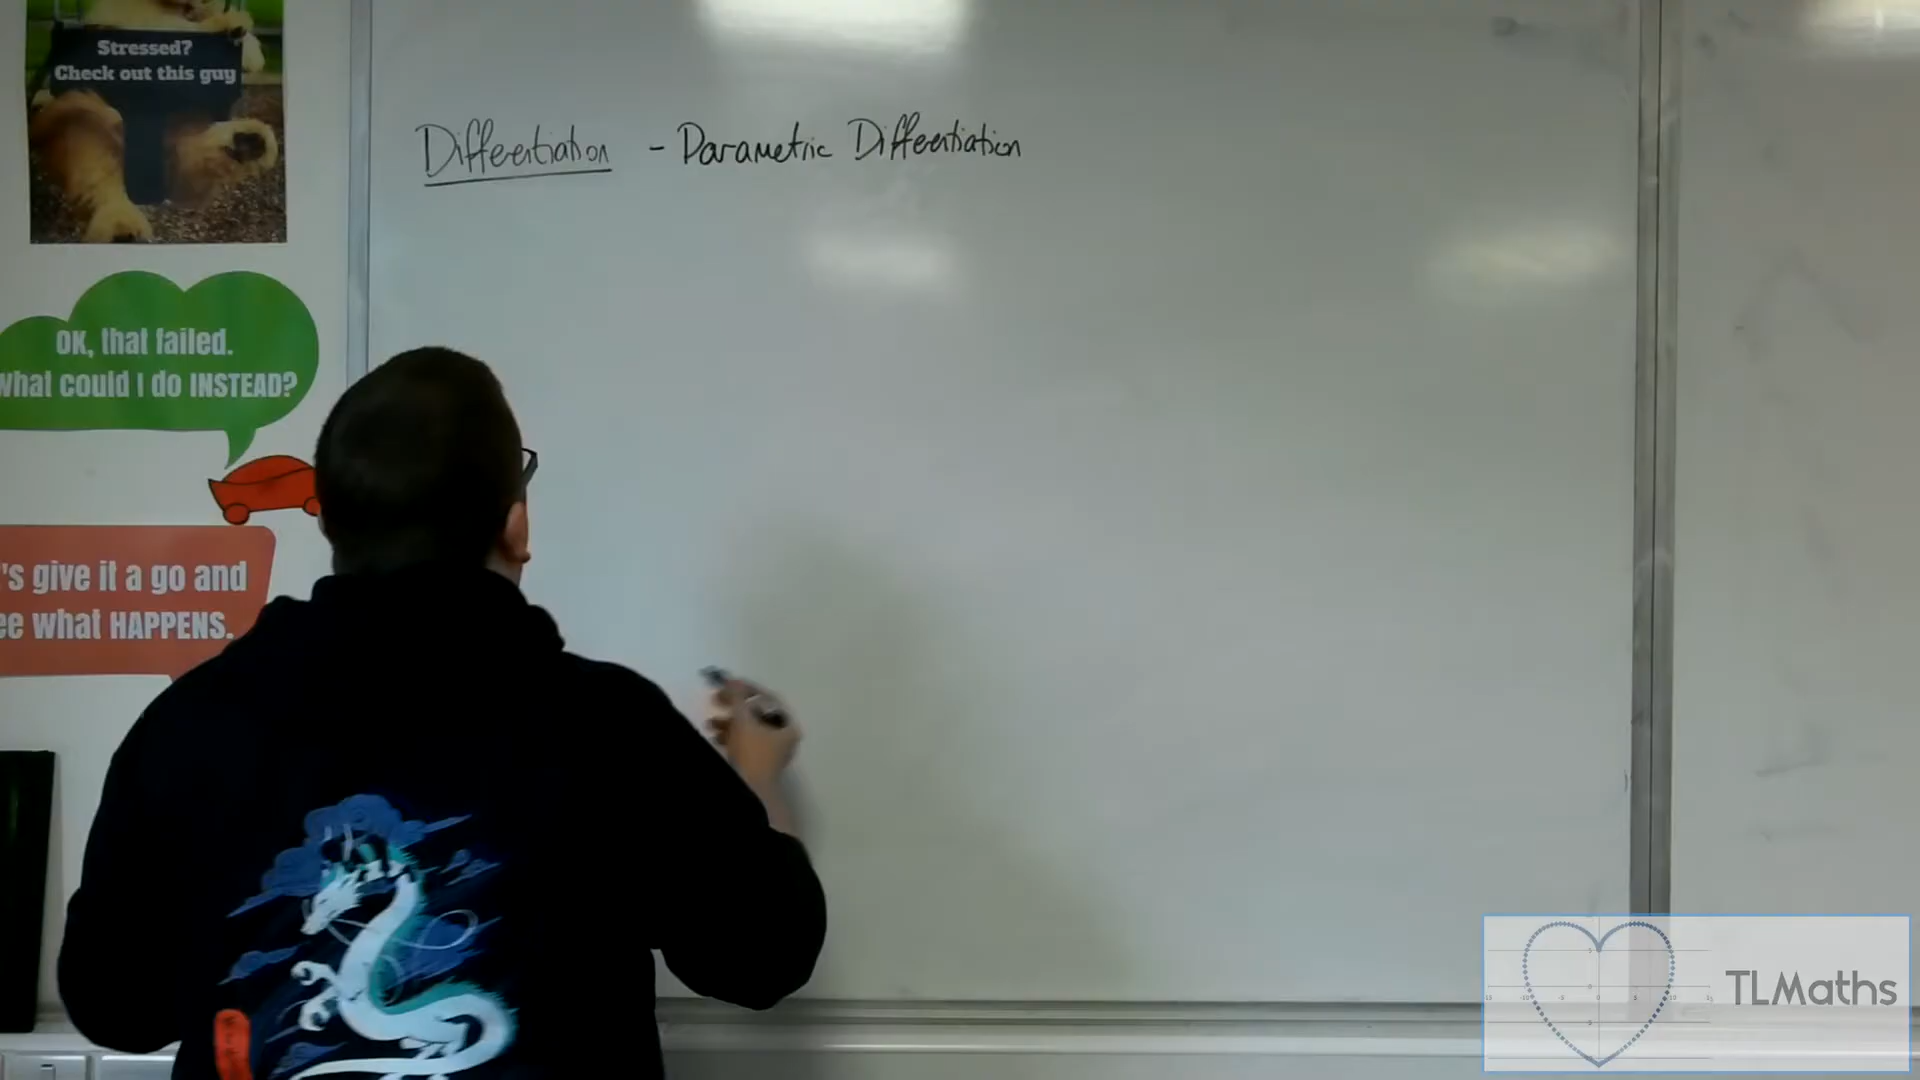 Stressed?
Check out this guy
Differentiation - Parametric Differentiation
OK, that failed.
What could I do INSTEAD?
's give it a go and
ee what HAPPENS.
TLMaths